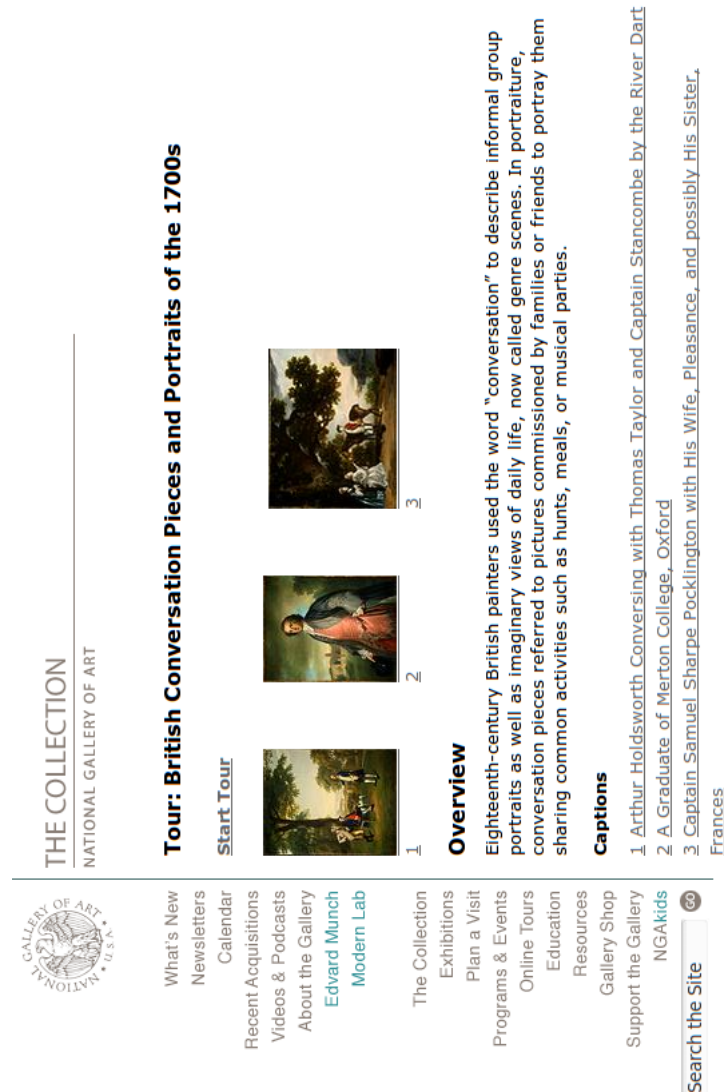 NATIONAL GALLERY OF ART • U.S.A. •
What's New
Newsletters
Calendar
Recent Acquisitions
Videos & Podcasts
About the Gallery
Edvard Munch
Modern Lab
The Collection
Exhibitions
Plan a Visit
Programs & Events
Online Tours
Education
Resources
Gallery Shop
Support the Gallery
NGAkids
Search the Site GO
THE COLLECTION
NATIONAL GALLERY OF ART
Tour: British Conversation Pieces and Portraits of the 1700s
Start Tour
1 2 3
Overview
Eighteenth-century British painters used the word "conversation" to describe informal group
portraits as well as imaginary views of daily life, now called genre scenes. In portraiture,
conversation pieces referred to pictures commissioned by families or friends to portray them
sharing common activities such as hunts, meals, or musical parties.
Captions
1 Arthur Holdsworth Conversing with Thomas Taylor and Captain Stancombe by the River Dart
2 A Graduate of Merton College, Oxford
3 Captain Samuel Sharpe Pocklington with His Wife, Pleasance, and possibly His Sister,
Frances